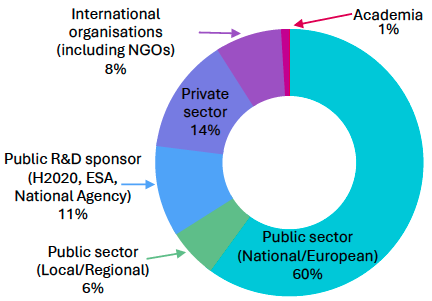 International
organisations
(including NGOs)
8%
Academia
1%
Private
sector
14%
Public R&D sponsor
(H2020, ESA,
National Agency)
11%
Public sector
(Local/Regional)
6%
Public sector
(National/European)
60%